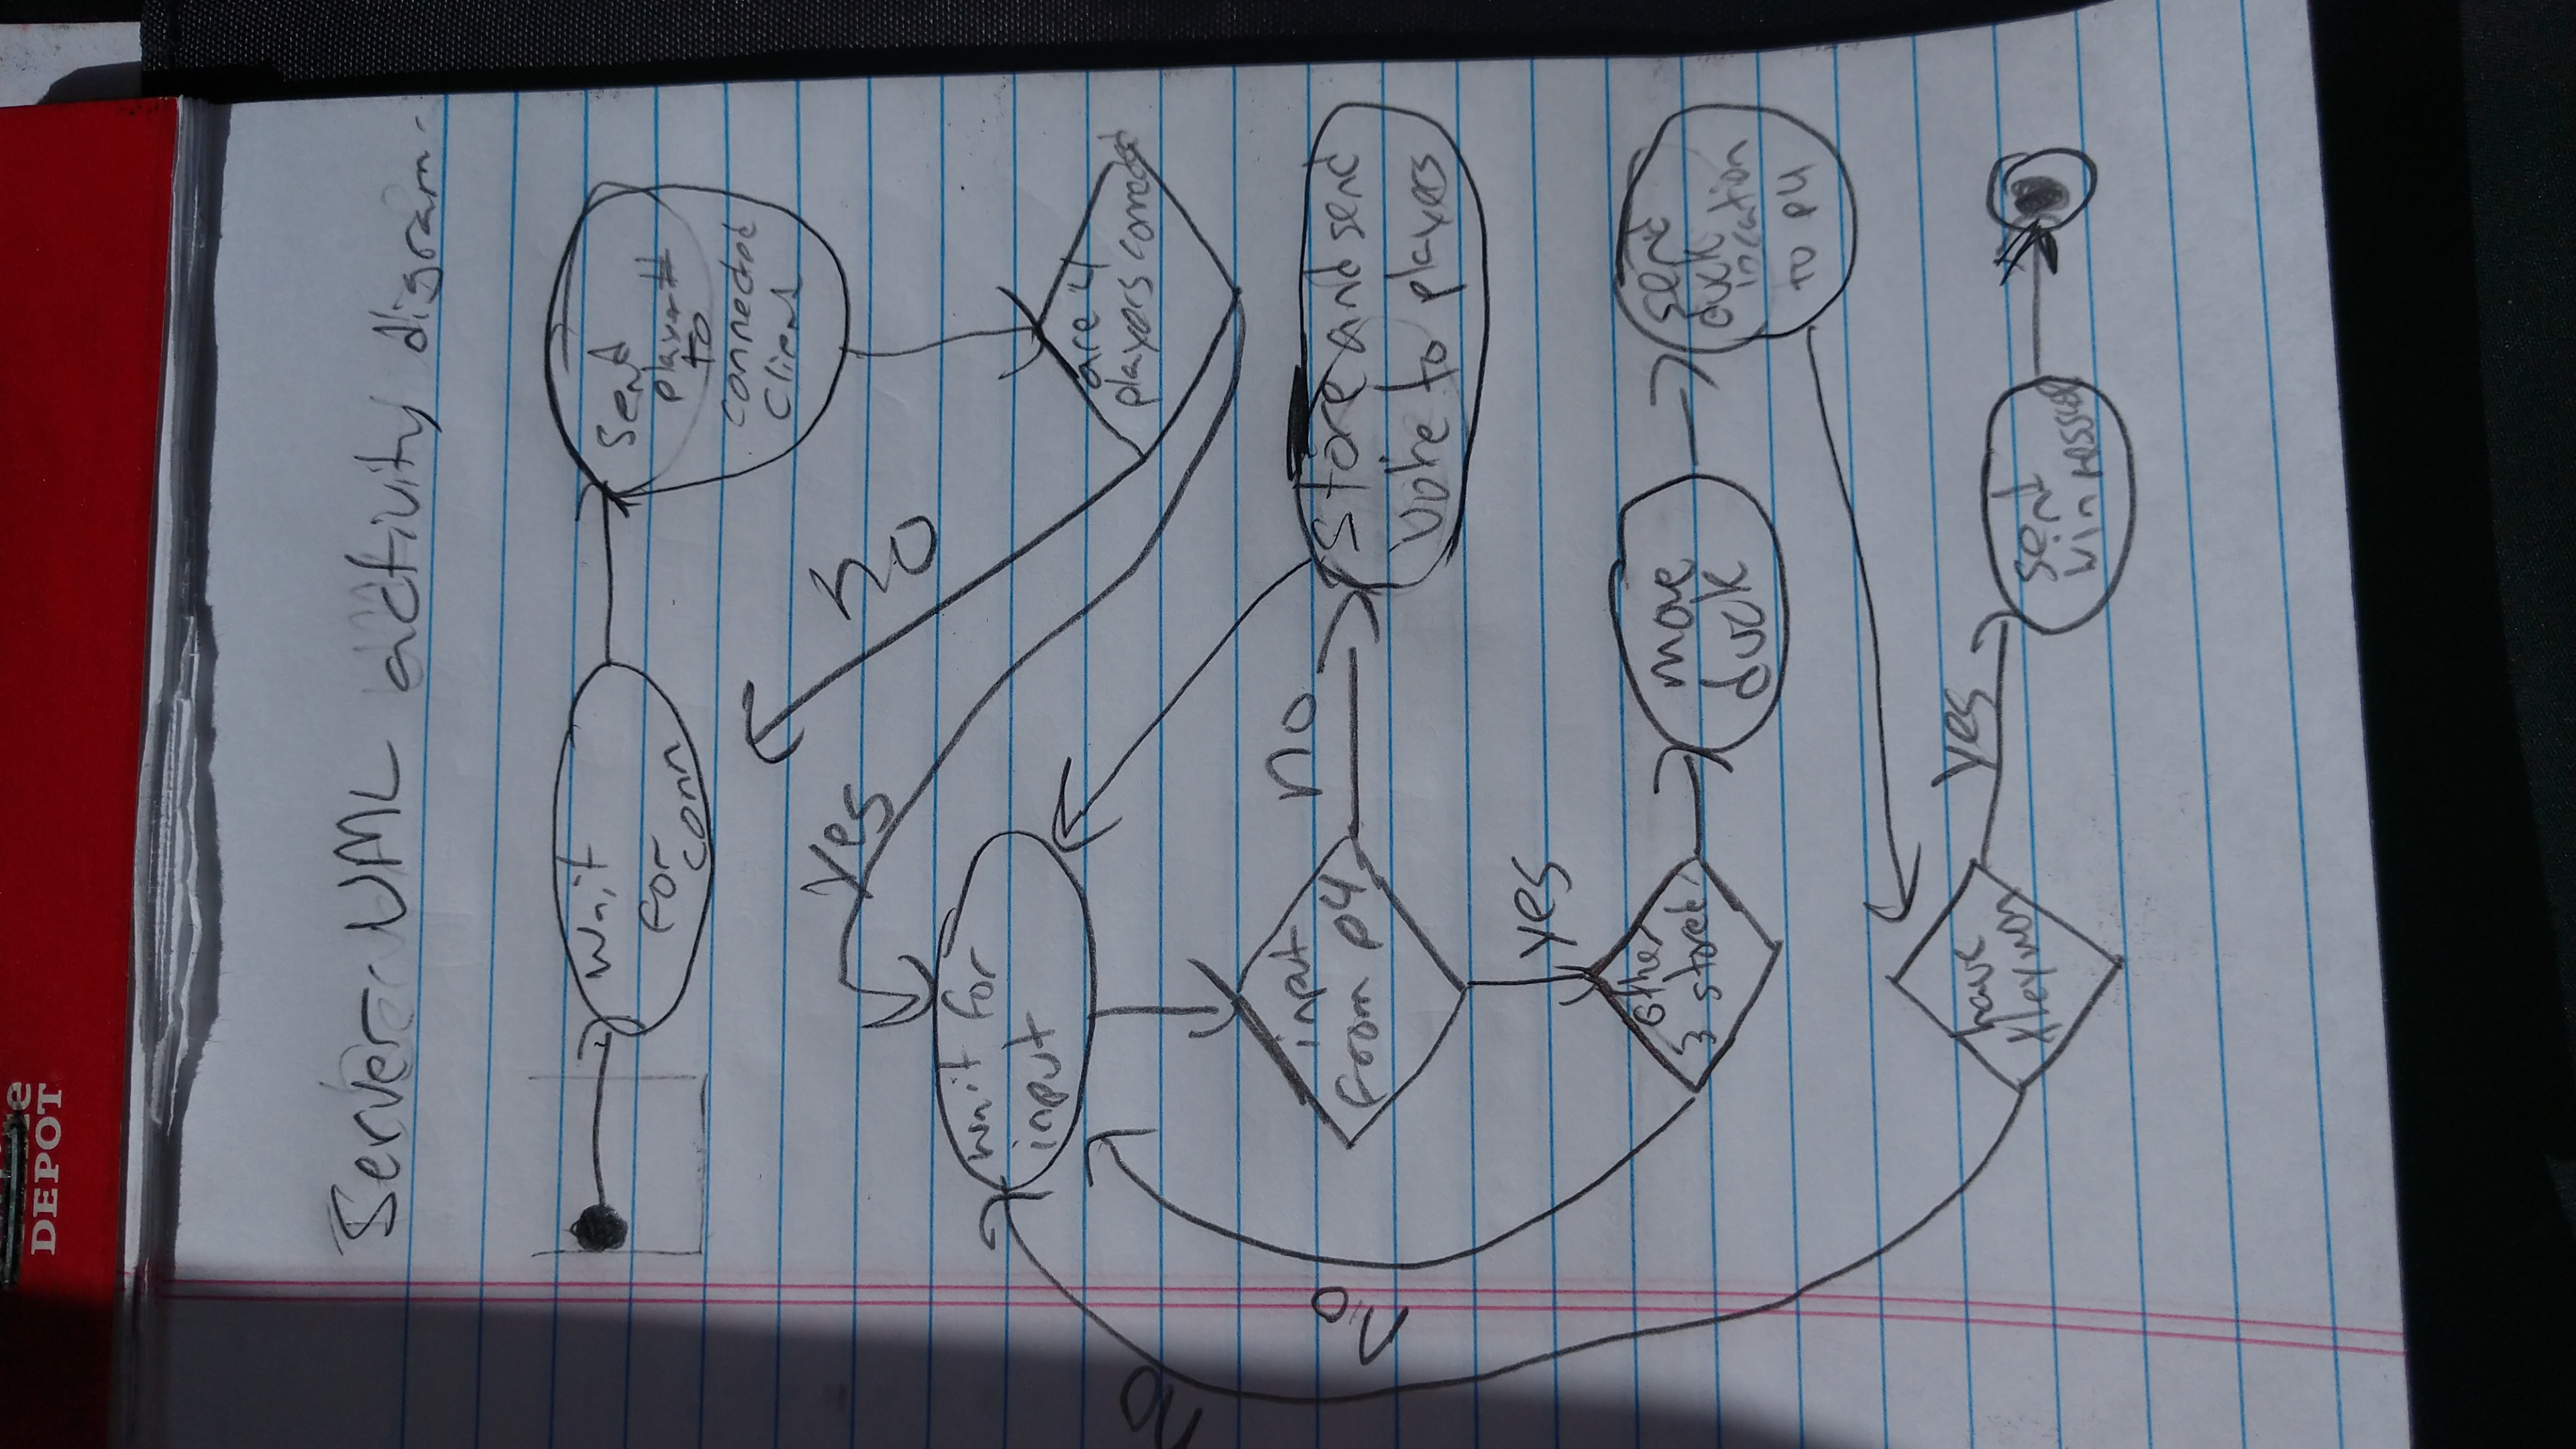 DEPOT
Server UML activity digram
wait
for
conn
send
player#
to
connected
client
no
yes
wait for
input
are 4
players connected
no
input
from p4
no
store and send
vote to players
no
yes
other
3 stored
move
duck
send
duck
location
to p4
have
they won
yes
send
win message